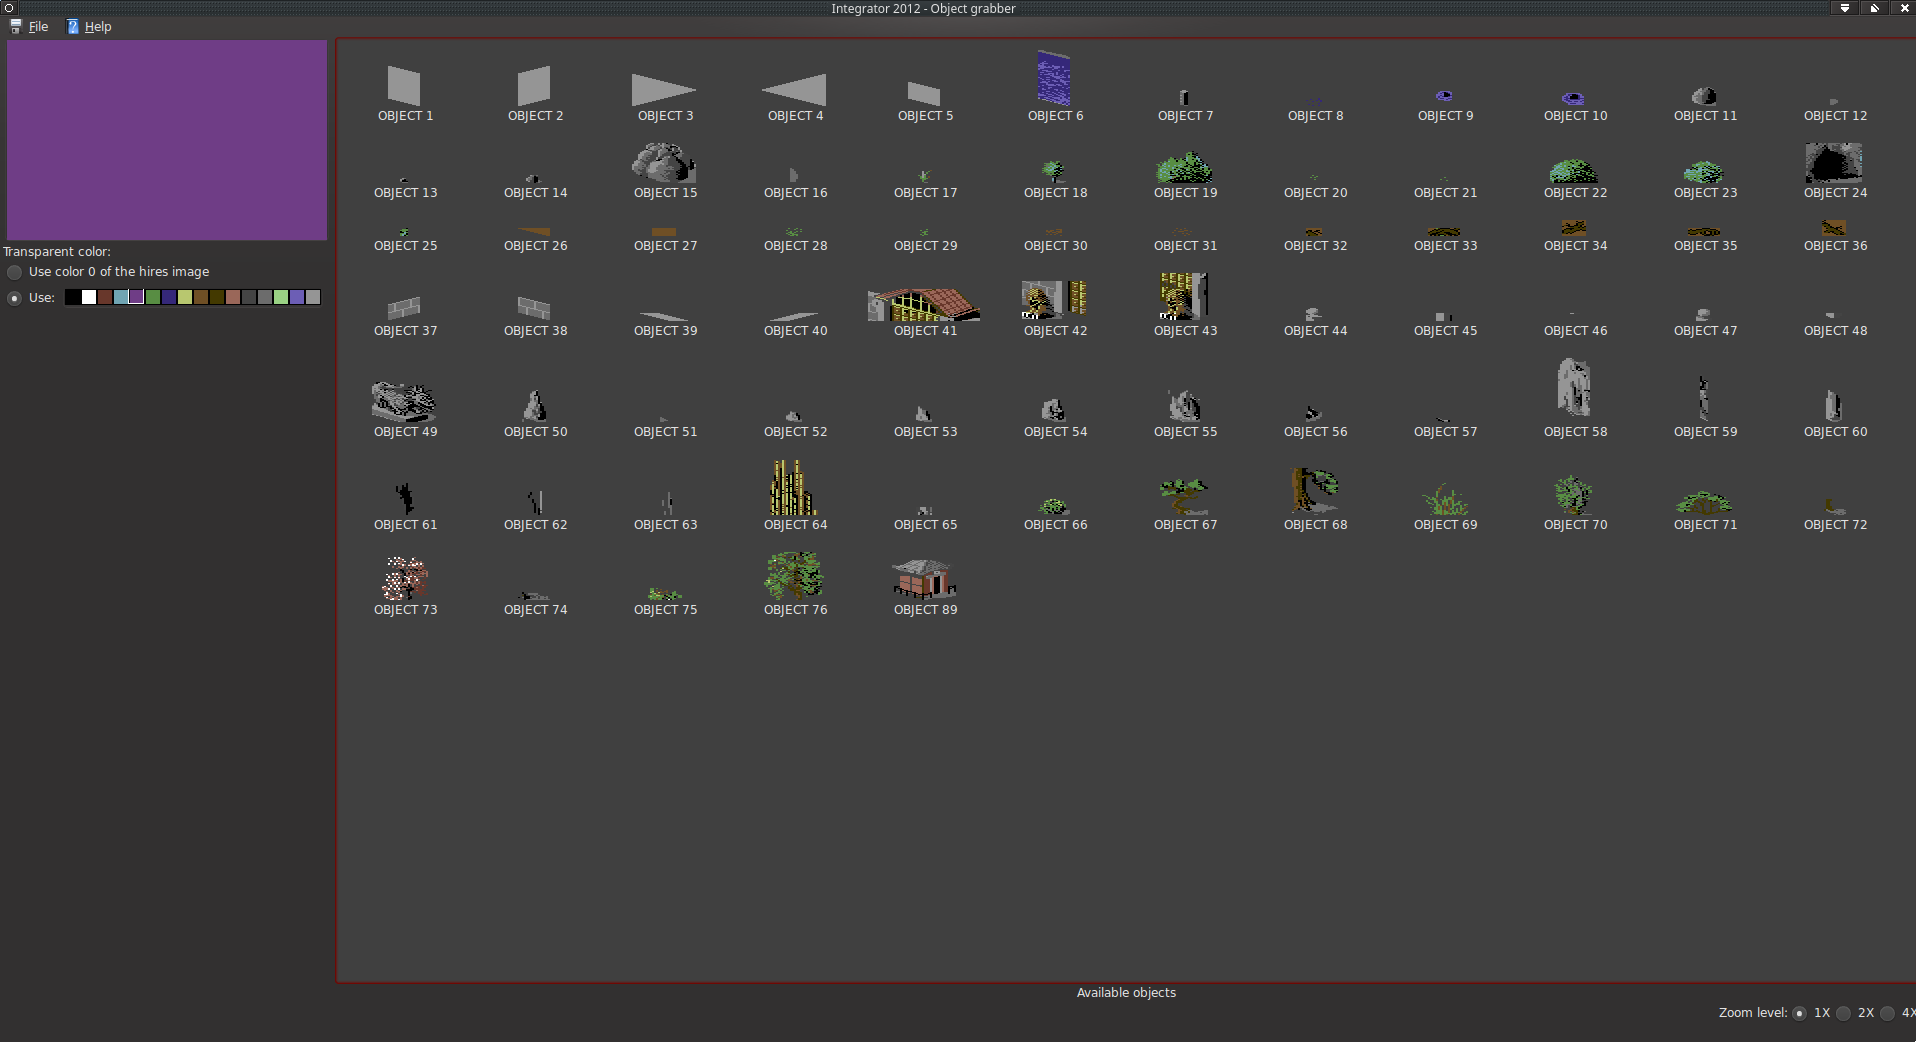 Integrator 2012 - Object grabber
File Help
OBJECT 1 OBJECT 2 OBJECT 3 OBJECT 4 OBJECT 5 OBJECT 6 OBJECT 7 OBJECT 8 OBJECT 9 OBJECT 10 OBJECT 11 OBJECT 12
OBJECT 13 OBJECT 14 OBJECT 15 OBJECT 16 OBJECT 17 OBJECT 18 OBJECT 19 OBJECT 20 OBJECT 21 OBJECT 22 OBJECT 23 OBJECT 24
OBJECT 25 OBJECT 26 OBJECT 27 OBJECT 28 OBJECT 29 OBJECT 30 OBJECT 31 OBJECT 32 OBJECT 33 OBJECT 34 OBJECT 35 OBJECT 36
Transparent color:
Use color 0 of the hires image
Use:
OBJECT 37 OBJECT 38 OBJECT 39 OBJECT 40 OBJECT 41 OBJECT 42 OBJECT 43 OBJECT 44 OBJECT 45 OBJECT 46 OBJECT 47 OBJECT 48
OBJECT 49 OBJECT 50 OBJECT 51 OBJECT 52 OBJECT 53 OBJECT 54 OBJECT 55 OBJECT 56 OBJECT 57 OBJECT 58 OBJECT 59 OBJECT 60
OBJECT 61 OBJECT 62 OBJECT 63 OBJECT 64 OBJECT 65 OBJECT 66 OBJECT 67 OBJECT 68 OBJECT 69 OBJECT 70 OBJECT 71 OBJECT 72
OBJECT 73 OBJECT 74 OBJECT 75 OBJECT 76 OBJECT 89
Available objects
Zoom level: 1X 2X 4X